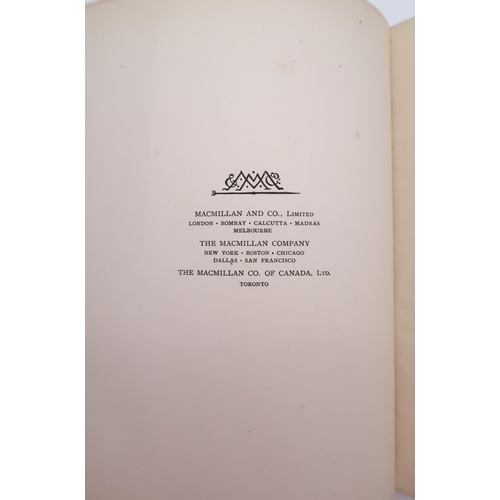 MACMILLAN AND CO., LIMITED
LONDON · BOMBAY · CALCUTTA · MADRAS
MELBOURNE
THE MACMILLAN COMPANY
NEW YORK · BOSTON · CHICAGO
DALLAS · SAN FRANCISCO
THE MACMILLAN CO. OF CANADA, LTD.
TORONTO